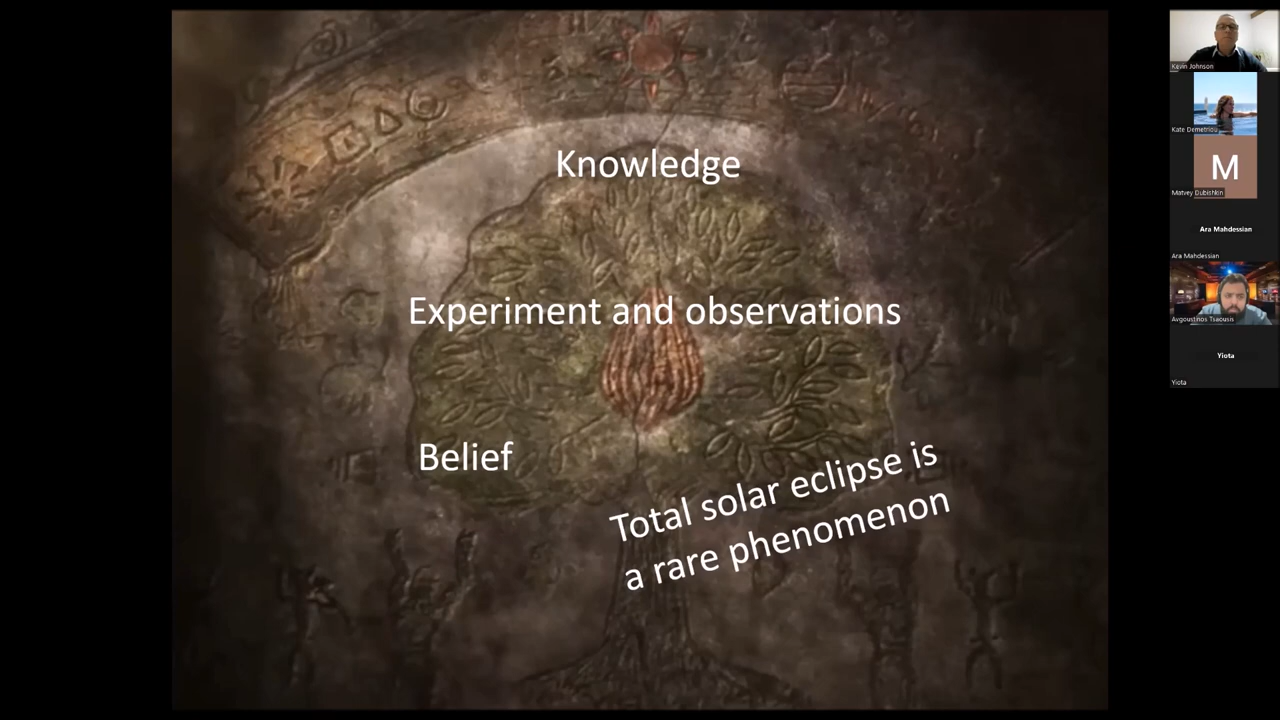 Knowledge
Experiment and observations
Belief
Total solar eclipse is
a rare phenomenon
Kevin Johnson
Kate Demetriou
M
Matvey Dubishkin
Ara Mahdessian
Ara Mahdessian
Avgoustinos Tsaousis
Yiota
Yiota